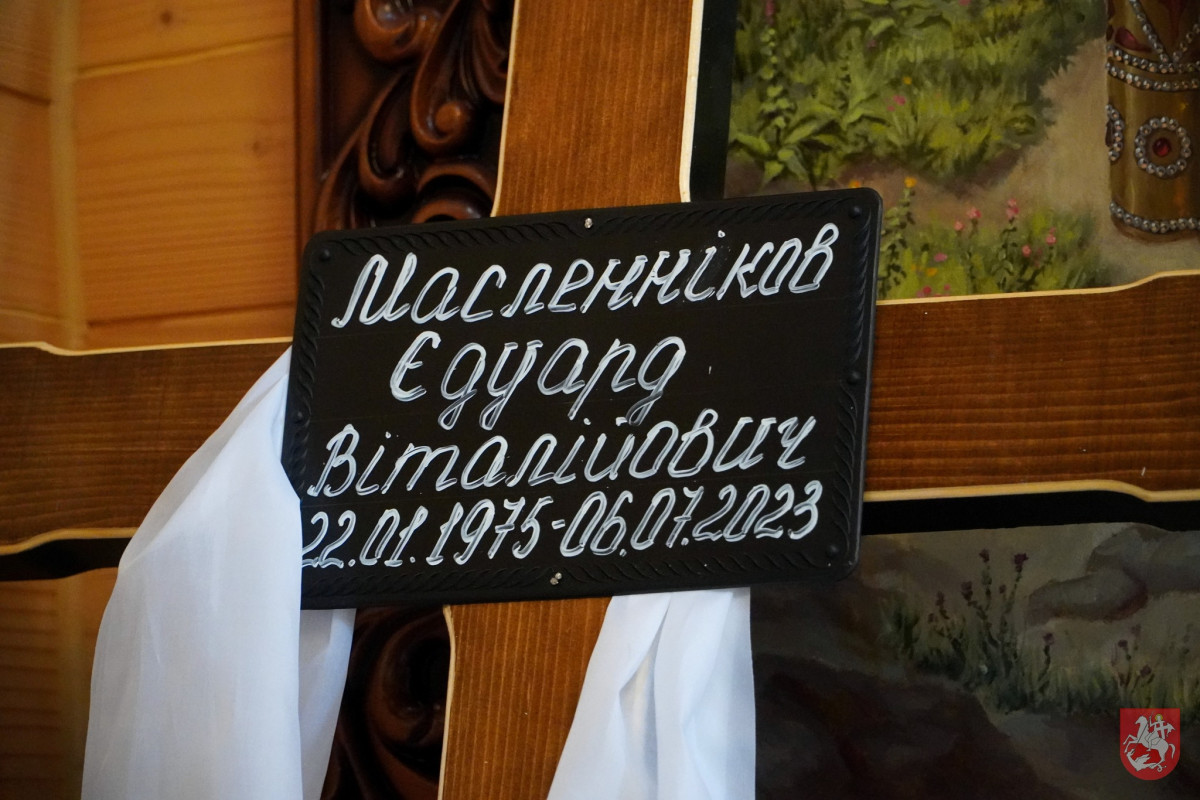 Масленніков
Єдуард
Віталійович
22.01.1975-06.07.2023